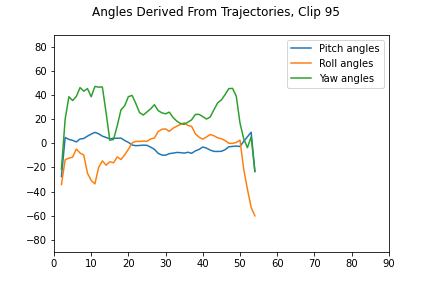 Angles Derived From Trajectories, Clip 95
Pitch angles
Roll angles
Yaw angles
80
60
40
20
0
−20
−40
−60
−80
0 10 20 30 40 50 60 70 80 90